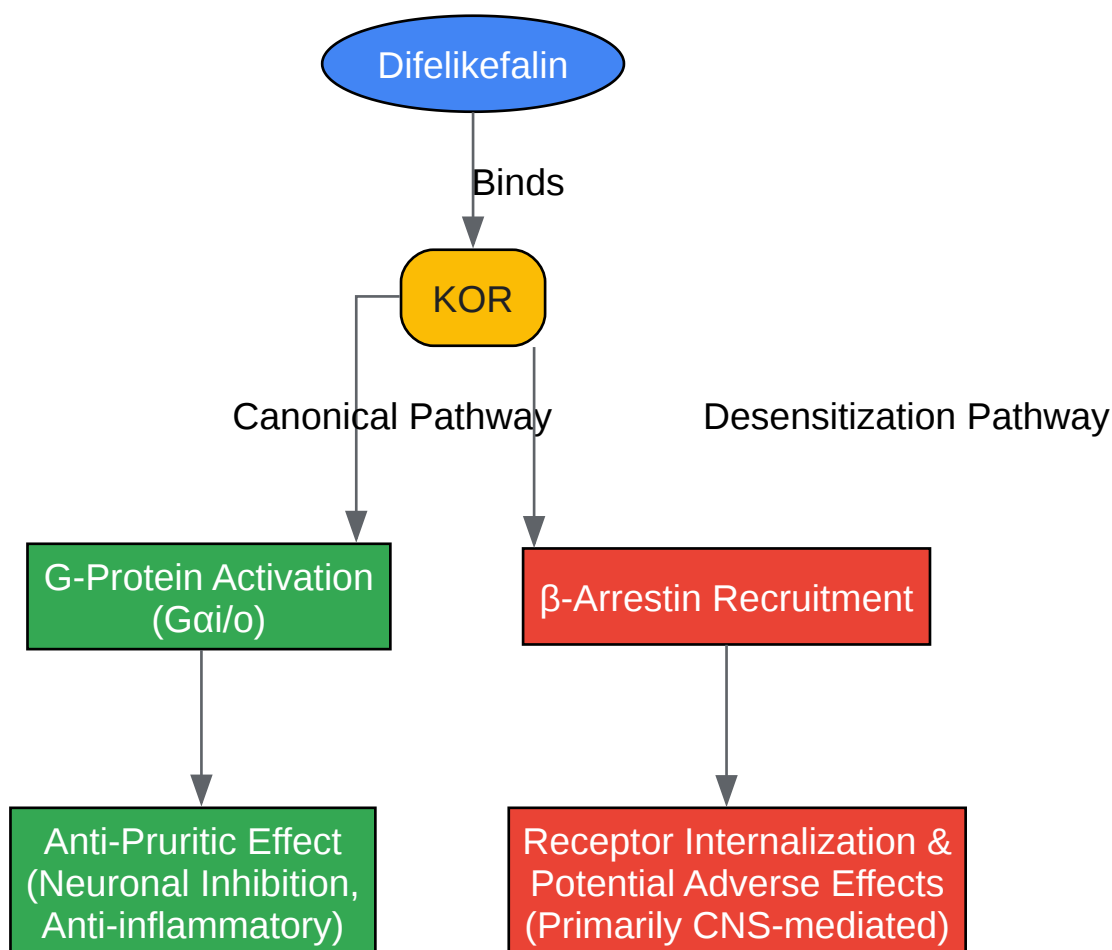 Difelikefalin
Binds
KOR
Canonical Pathway
Desensitization Pathway
G-Protein Activation
(Gαi/o)
β-Arrestin Recruitment
Anti-Pruritic Effect
(Neuronal Inhibition,
Anti-inflammatory)
Receptor Internalization &
Potential Adverse Effects
(Primarily CNS-mediated)